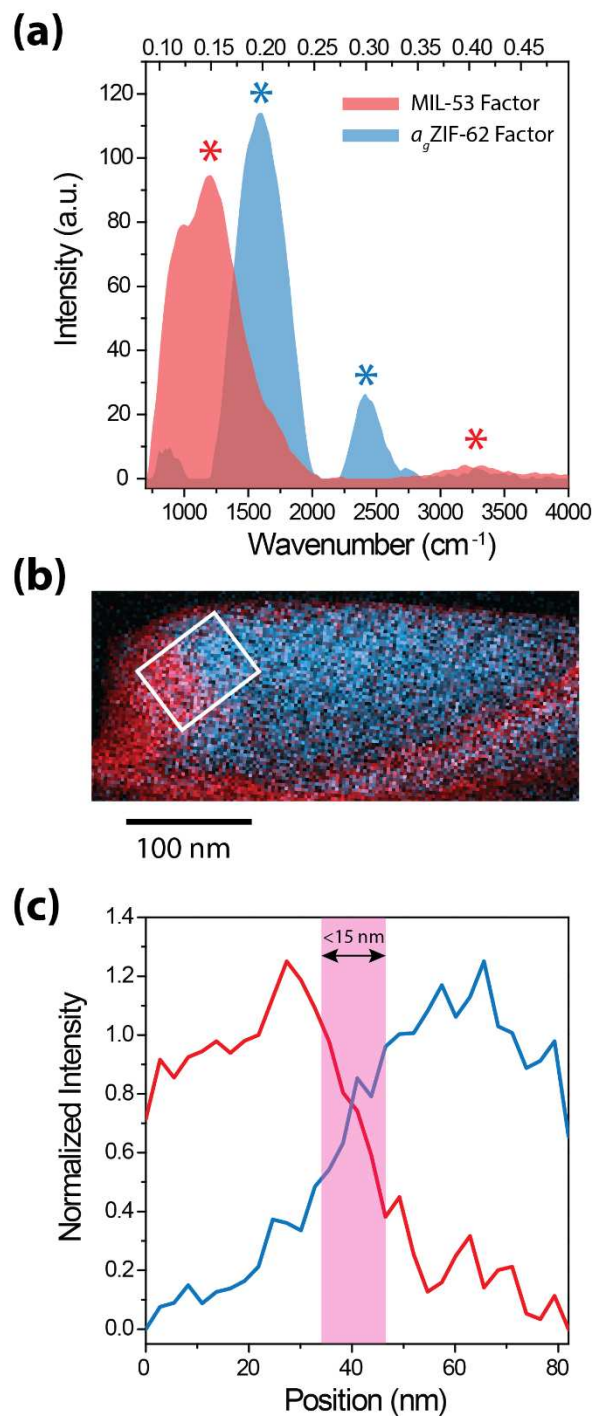 (a)
0.10 0.15 0.20 0.25 0.30 0.35 0.40 0.45
120
100
80
60
40
20
0
Intensity (a.u.)
* *
* *
MIL-53 Factor
agZIF-62 Factor
1000 1500 2000 2500 3000 3500 4000
Wavenumber (cm-1)
(b)
100 nm
(c)
1.4
1.2
1.0
0.8
0.6
0.4
0.2
0.0
Normalized Intensity
<15 nm
0 20 40 60 80
Position (nm)